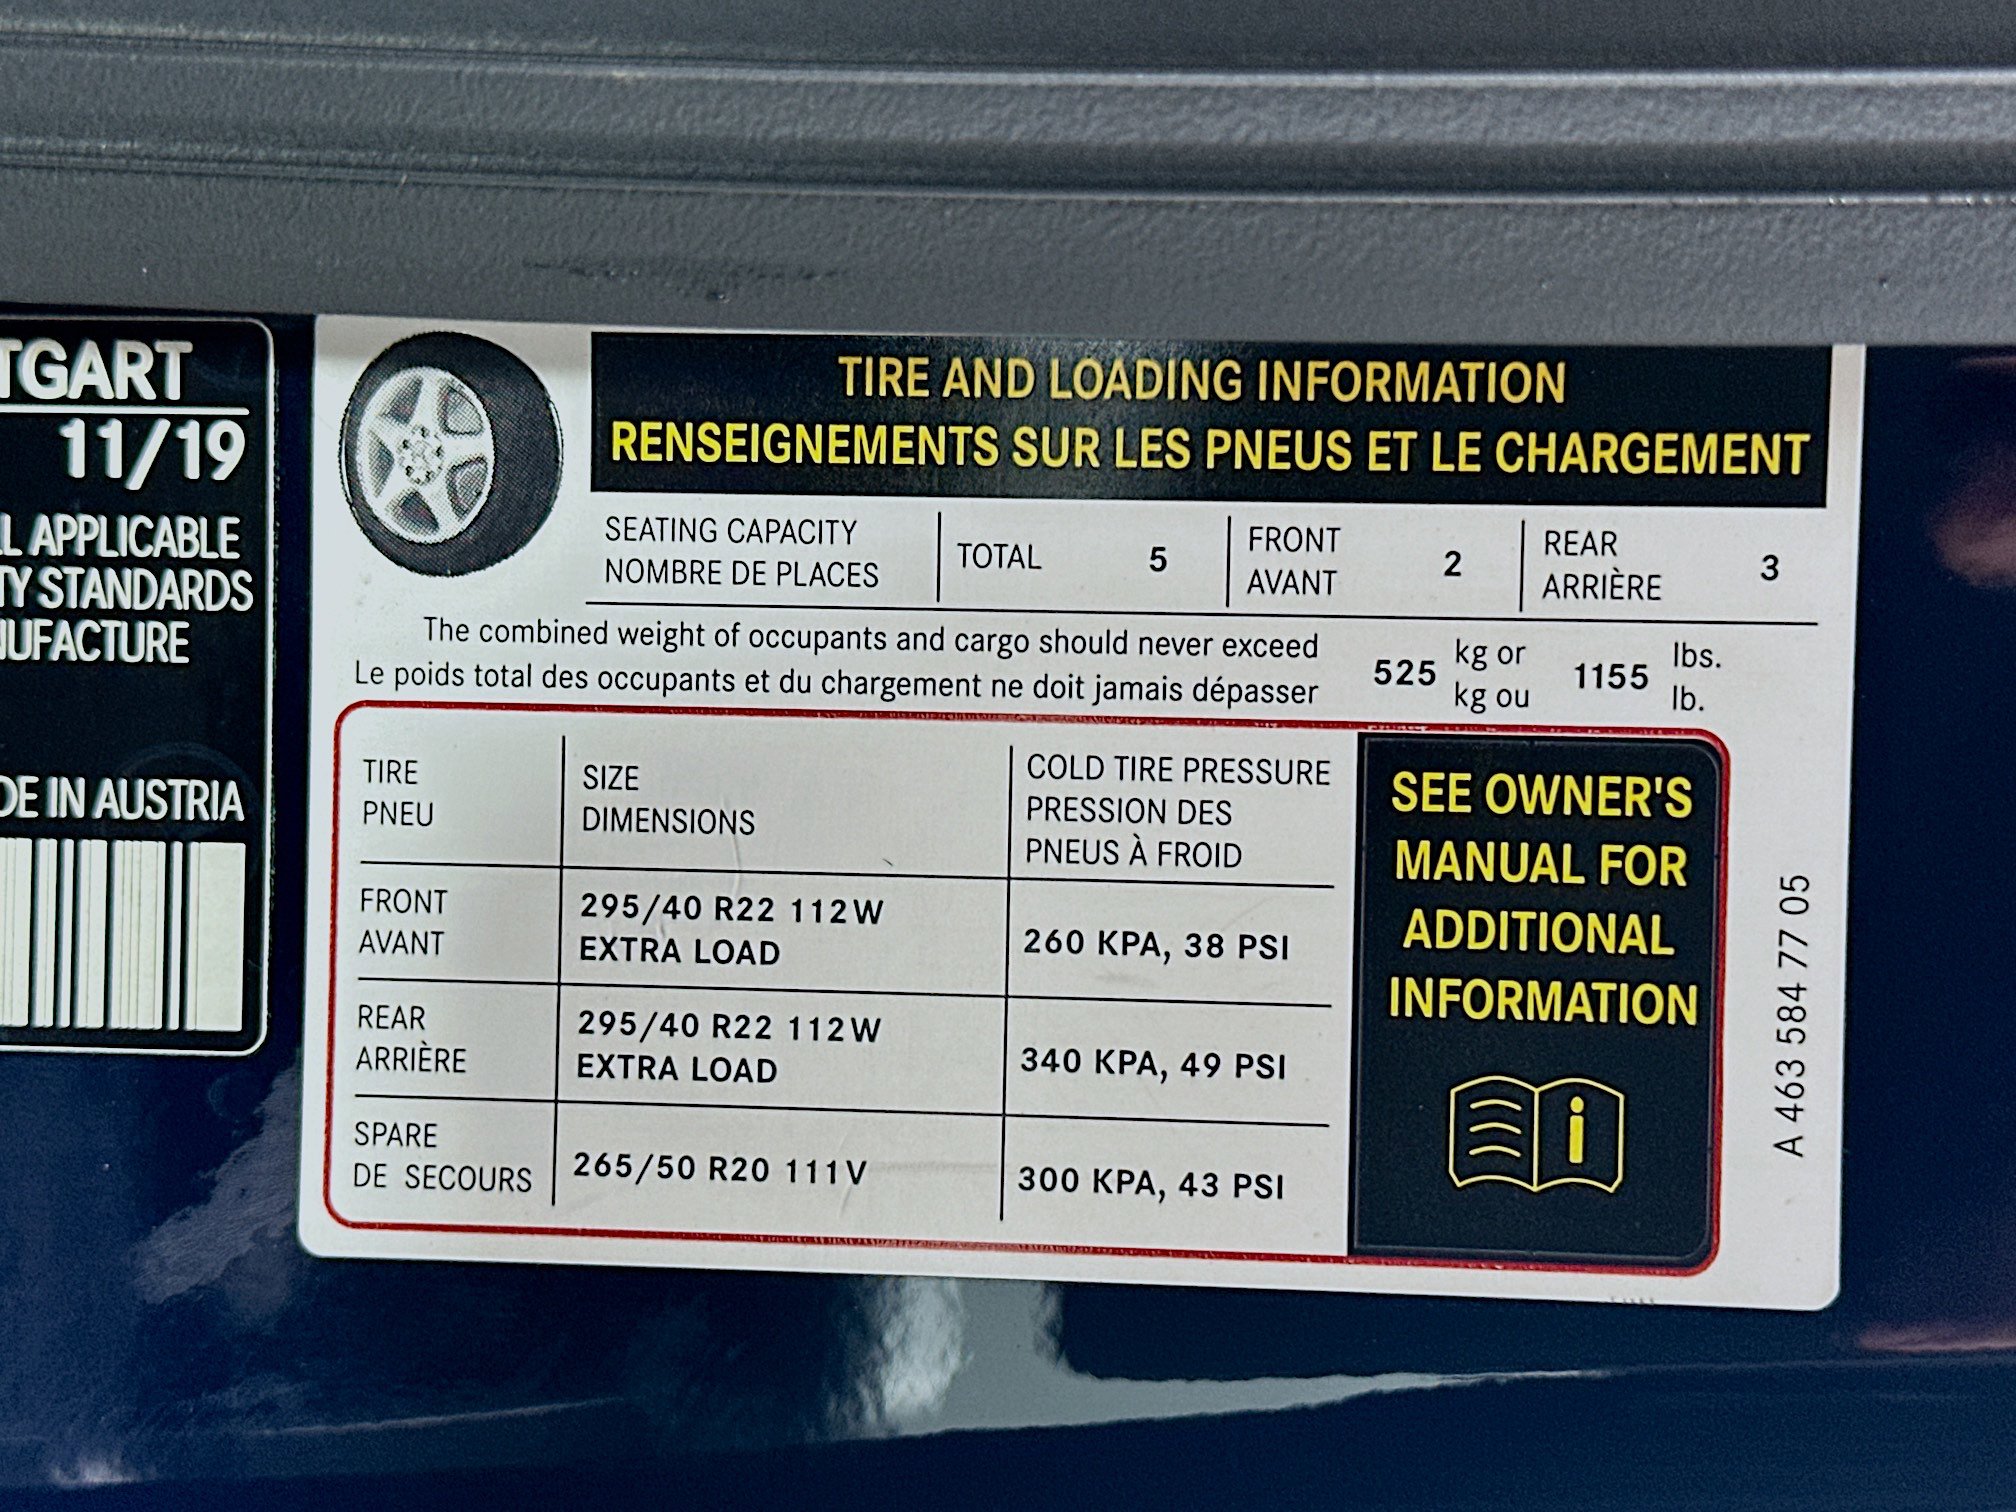 TGART
11/19
L APPLICABLE
TY STANDARDS
NUFACTURE
DE IN AUSTRIA
TIRE AND LOADING INFORMATION
RENSEIGNEMENTS SUR LES PNEUS ET LE CHARGEMENT
SEATING CAPACITY
NOMBRE DE PLACES
TOTAL 5
FRONT
AVANT
2
REAR
ARRIÈRE
3
The combined weight of occupants and cargo should never exceed
Le poids total des occupants et du chargement ne doit jamais dépasser
525 kg or 1155 lbs.
kg ou lb.
TIRE
PNEU
SIZE
DIMENSIONS
COLD TIRE PRESSURE
PRESSION DES
PNEUS À FROID
FRONT
AVANT
295/40 R22 112W
EXTRA LOAD
260 KPA, 38 PSI
REAR
ARRIÈRE
295/40 R22 112W
EXTRA LOAD
340 KPA, 49 PSI
SPARE
DE SECOURS
265/50 R20 111V
300 KPA, 43 PSI
SEE OWNER'S
MANUAL FOR
ADDITIONAL
INFORMATION
i
A 463 584 77 05